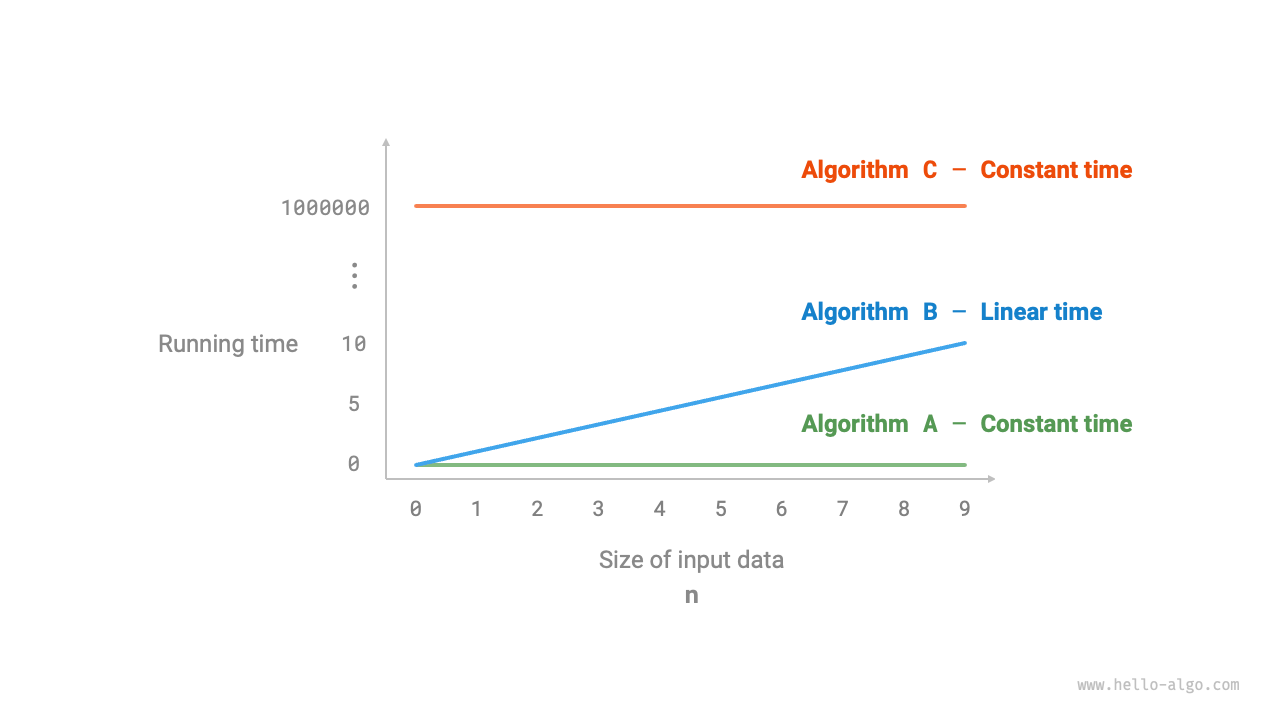 Algorithm C — Constant time
1000000
⋮
Algorithm B — Linear time
Running time
10
5
Algorithm A — Constant time
0
0 1 2 3 4 5 6 7 8 9
Size of input data
n
www.hello-algo.com